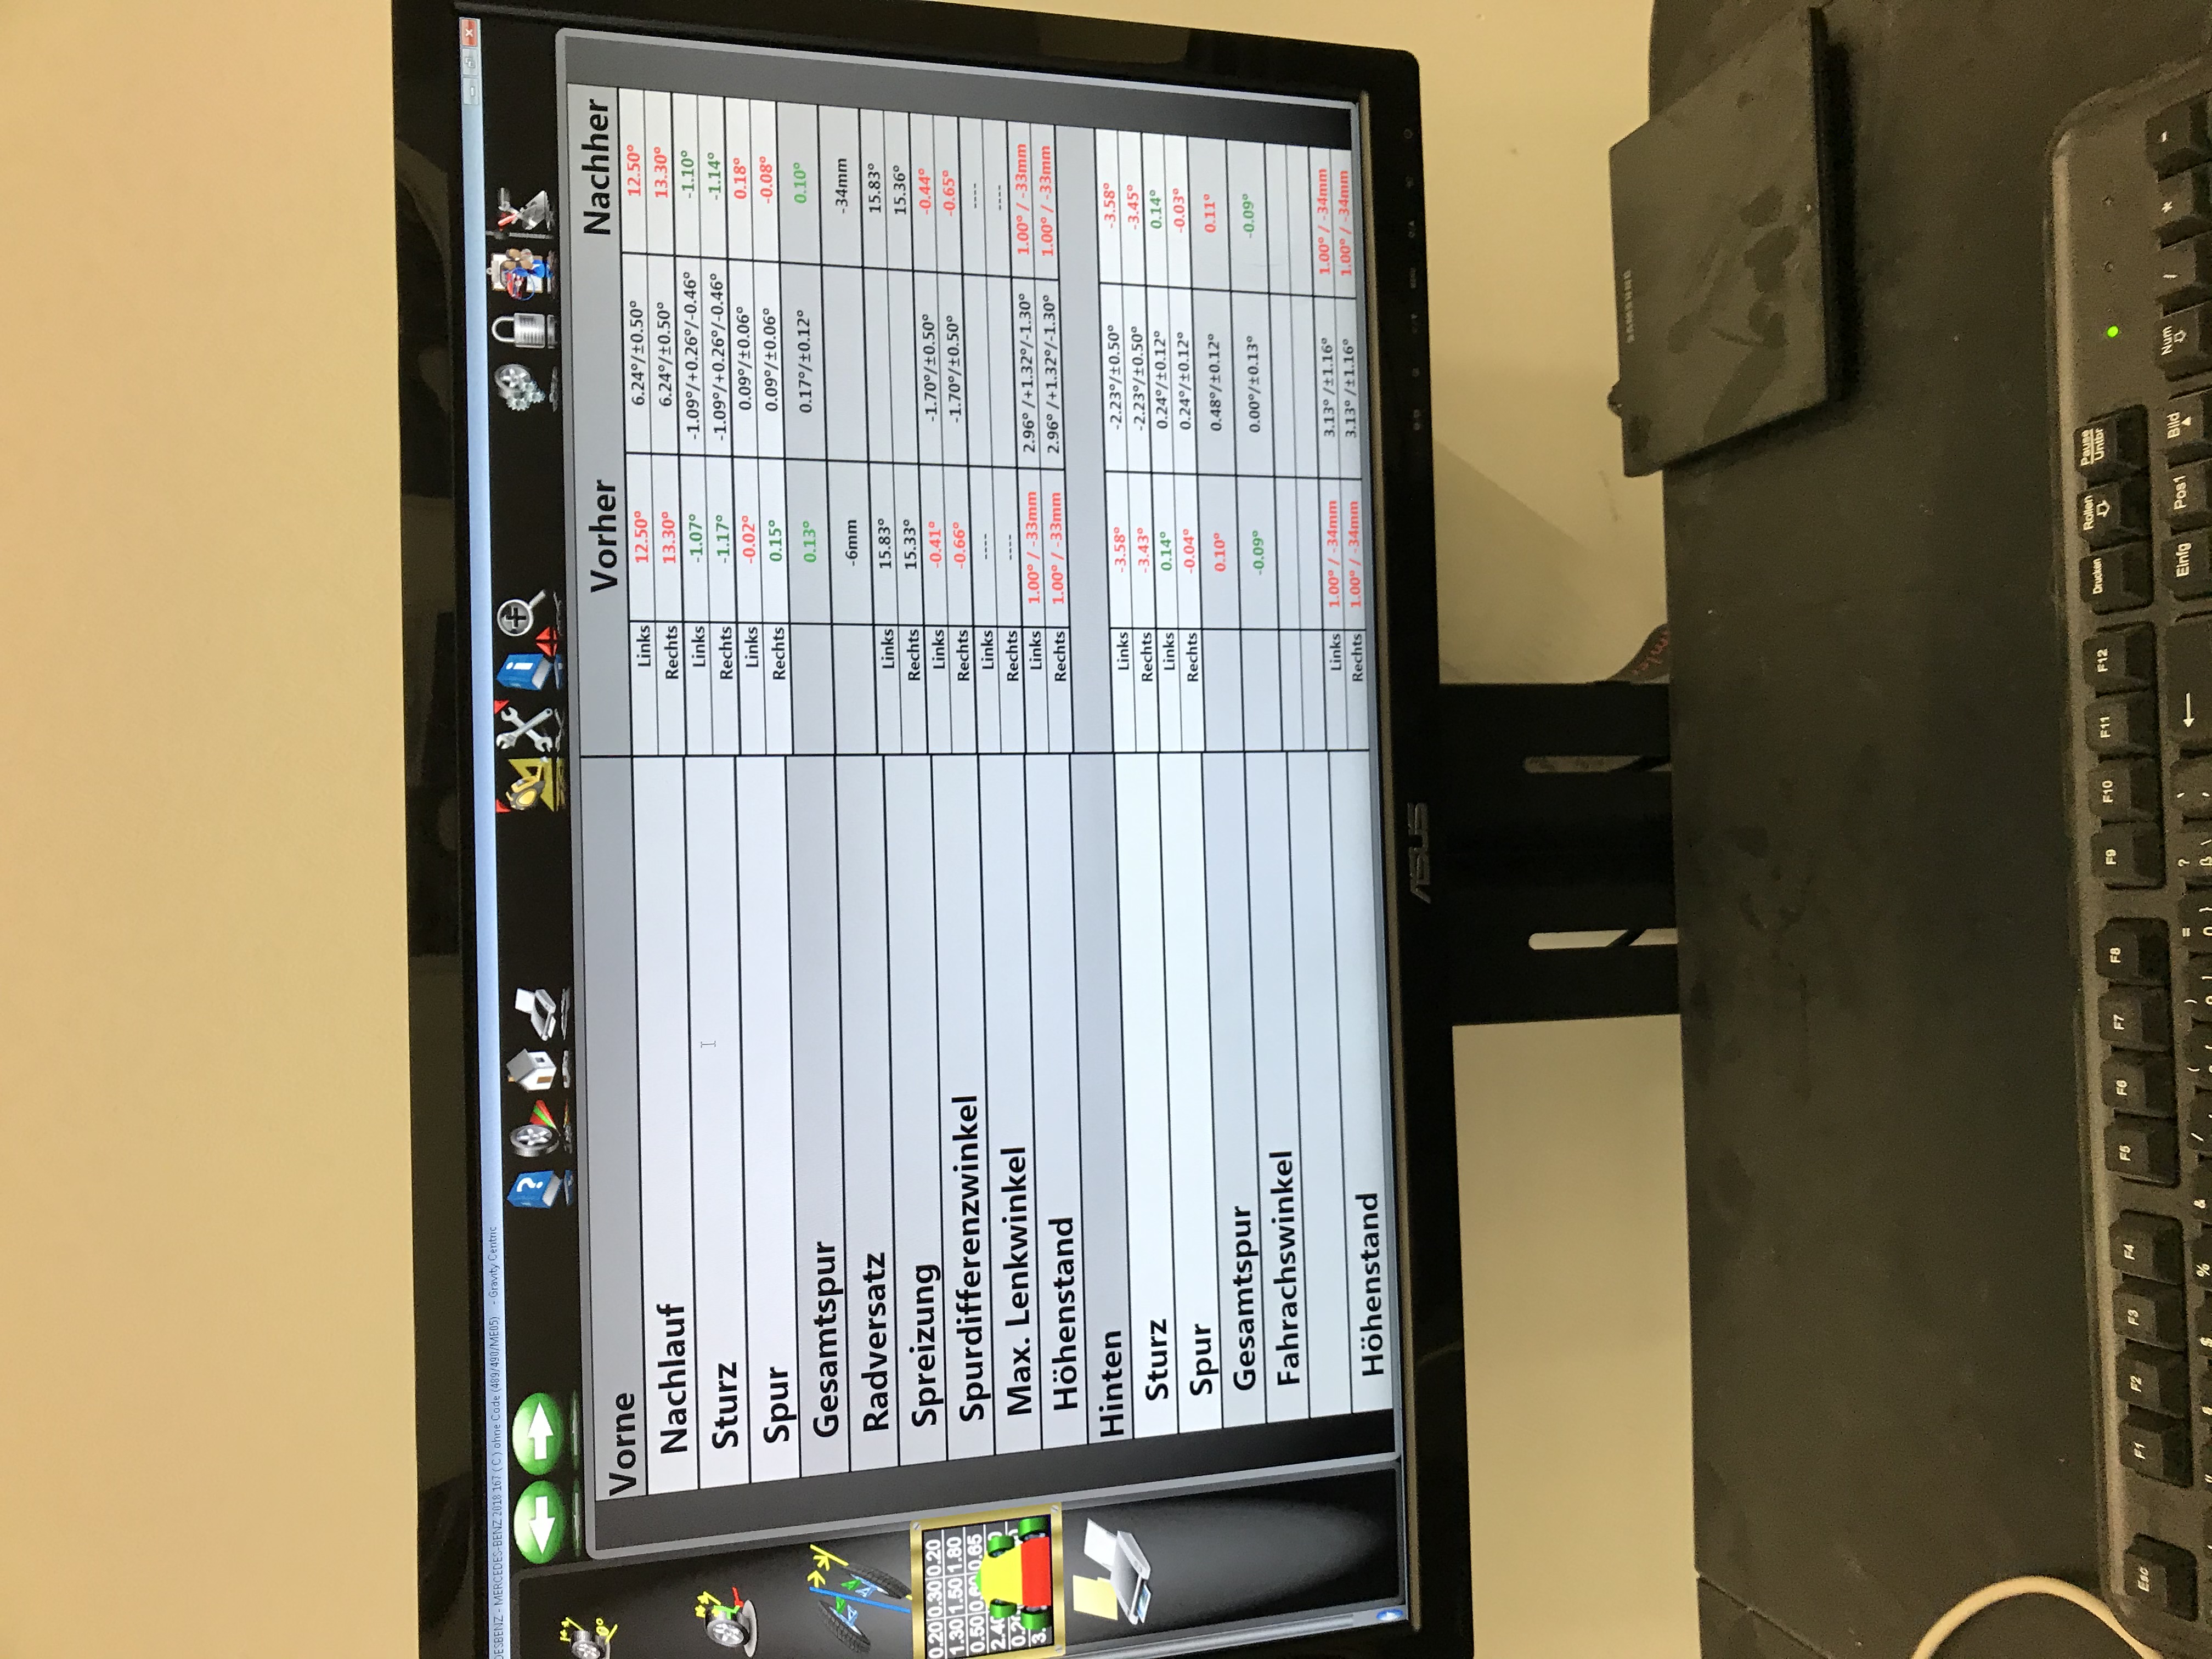 DESBENZ - MERCEDES-BENZ 2018 167 ( C ) ohne Code (489/490/ME05) - Gravity Centric
Vorne Vorher Nachher
Nachlauf Links 12.50° 6.24°/±0.50° 12.50°
Rechts 13.30° 6.24°/±0.50° 13.30°
Sturz Links -1.07° -1.09°/+0.26°/-0.46° -1.10°
Rechts -1.17° -1.09°/+0.26°/-0.46° -1.14°
Spur Links -0.02° 0.09°/±0.06° 0.18°
Rechts 0.15° 0.09°/±0.06° -0.08°
Gesamtspur 0.13° 0.17°/±0.12° 0.10°
Radversatz -6mm -34mm
Spreizung Links 15.83° 15.83°
Rechts 15.33° 15.36°
Spurdifferenzwinkel Links -0.41° -1.70°/±0.50° -0.44°
Rechts -0.66° -1.70°/±0.50° -0.65°
Max. Lenkwinkel Links ---- ----
Rechts ---- ----
Höhenstand Links 1.00° / -33mm 2.96° /+1.32°/-1.30° 1.00° / -33mm
Rechts 1.00° / -33mm 2.96° /+1.32°/-1.30° 1.00° / -33mm
Hinten
Sturz Links -3.58° -2.23°/±0.50° -3.58°
Rechts -3.43° -2.23°/±0.50° -3.45°
Spur Links 0.14° 0.24°/±0.12° 0.14°
Rechts -0.04° 0.24°/±0.12° -0.03°
Gesamtspur 0.10° 0.48°/±0.12° 0.11°
Fahrachswinkel -0.09° 0.00°/±0.13° -0.09°
Höhenstand Links 1.00° / -34mm 3.13° /±1.16° 1.00° / -34mm
Rechts 1.00° / -34mm 3.13° /±1.16° 1.00° / -34mm
0.20 0.30 0.20
1.30 1.50 1.80
0.50 0.60 0.65
ASUS
SAMSUNG
Esc F1 F2 F3 F4 F5 F6 F7 F8 F9 F10 F11 F12 Drucken Rollen Pause Untbr
Einfg Pos1 Bild Num / * -